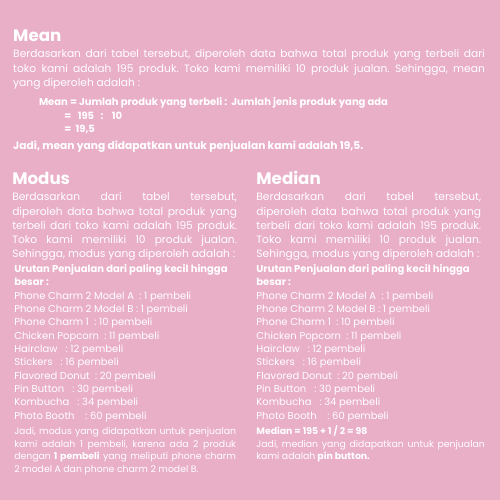 Mean
Berdasarkan dari tabel tersebut, diperoleh data bahwa total produk yang terbeli dari
toko kami adalah 195 produk. Toko kami memiliki 10 produk jualan. Sehingga, mean
yang diperoleh adalah :
Mean = Jumlah produk yang terbeli : Jumlah jenis produk yang ada
= 195 : 10
= 19,5
Jadi, mean yang didapatkan untuk penjualan kami adalah 19,5.
Modus
Berdasarkan dari tabel tersebut,
diperoleh data bahwa total produk yang
terbeli dari toko kami adalah 195 produk.
Toko kami memiliki 10 produk jualan.
Sehingga, modus yang diperoleh adalah :
Urutan Penjualan dari paling kecil hingga
besar :
Phone Charm 2 Model A : 1 pembeli
Phone Charm 2 Model B : 1 pembeli
Phone Charm 1 : 10 pembeli
Chicken Popcorn : 11 pembeli
Hairclaw : 12 pembeli
Stickers : 16 pembeli
Flavored Donut : 20 pembeli
Pin Button : 30 pembeli
Kombucha : 34 pembeli
Photo Booth : 60 pembeli
Jadi, modus yang didapatkan untuk penjualan
kami adalah 1 pembeli, karena ada 2 produk
dengan 1 pembeli yang meliputi phone charm
2 model A dan phone charm 2 model B.
Median
Berdasarkan dari tabel tersebut,
diperoleh data bahwa total produk yang
terbeli dari toko kami adalah 195 produk.
Toko kami memiliki 10 produk jualan.
Sehingga, modus yang diperoleh adalah :
Urutan Penjualan dari paling kecil hingga
besar :
Phone Charm 2 Model A : 1 pembeli
Phone Charm 2 Model B : 1 pembeli
Phone Charm 1 : 10 pembeli
Chicken Popcorn : 11 pembeli
Hairclaw : 12 pembeli
Stickers : 16 pembeli
Flavored Donut : 20 pembeli
Pin Button : 30 pembeli
Kombucha : 34 pembeli
Photo Booth : 60 pembeli
Median = 195 + 1 / 2 = 98
Jadi, median yang didapatkan untuk penjualan
kami adalah pin button.